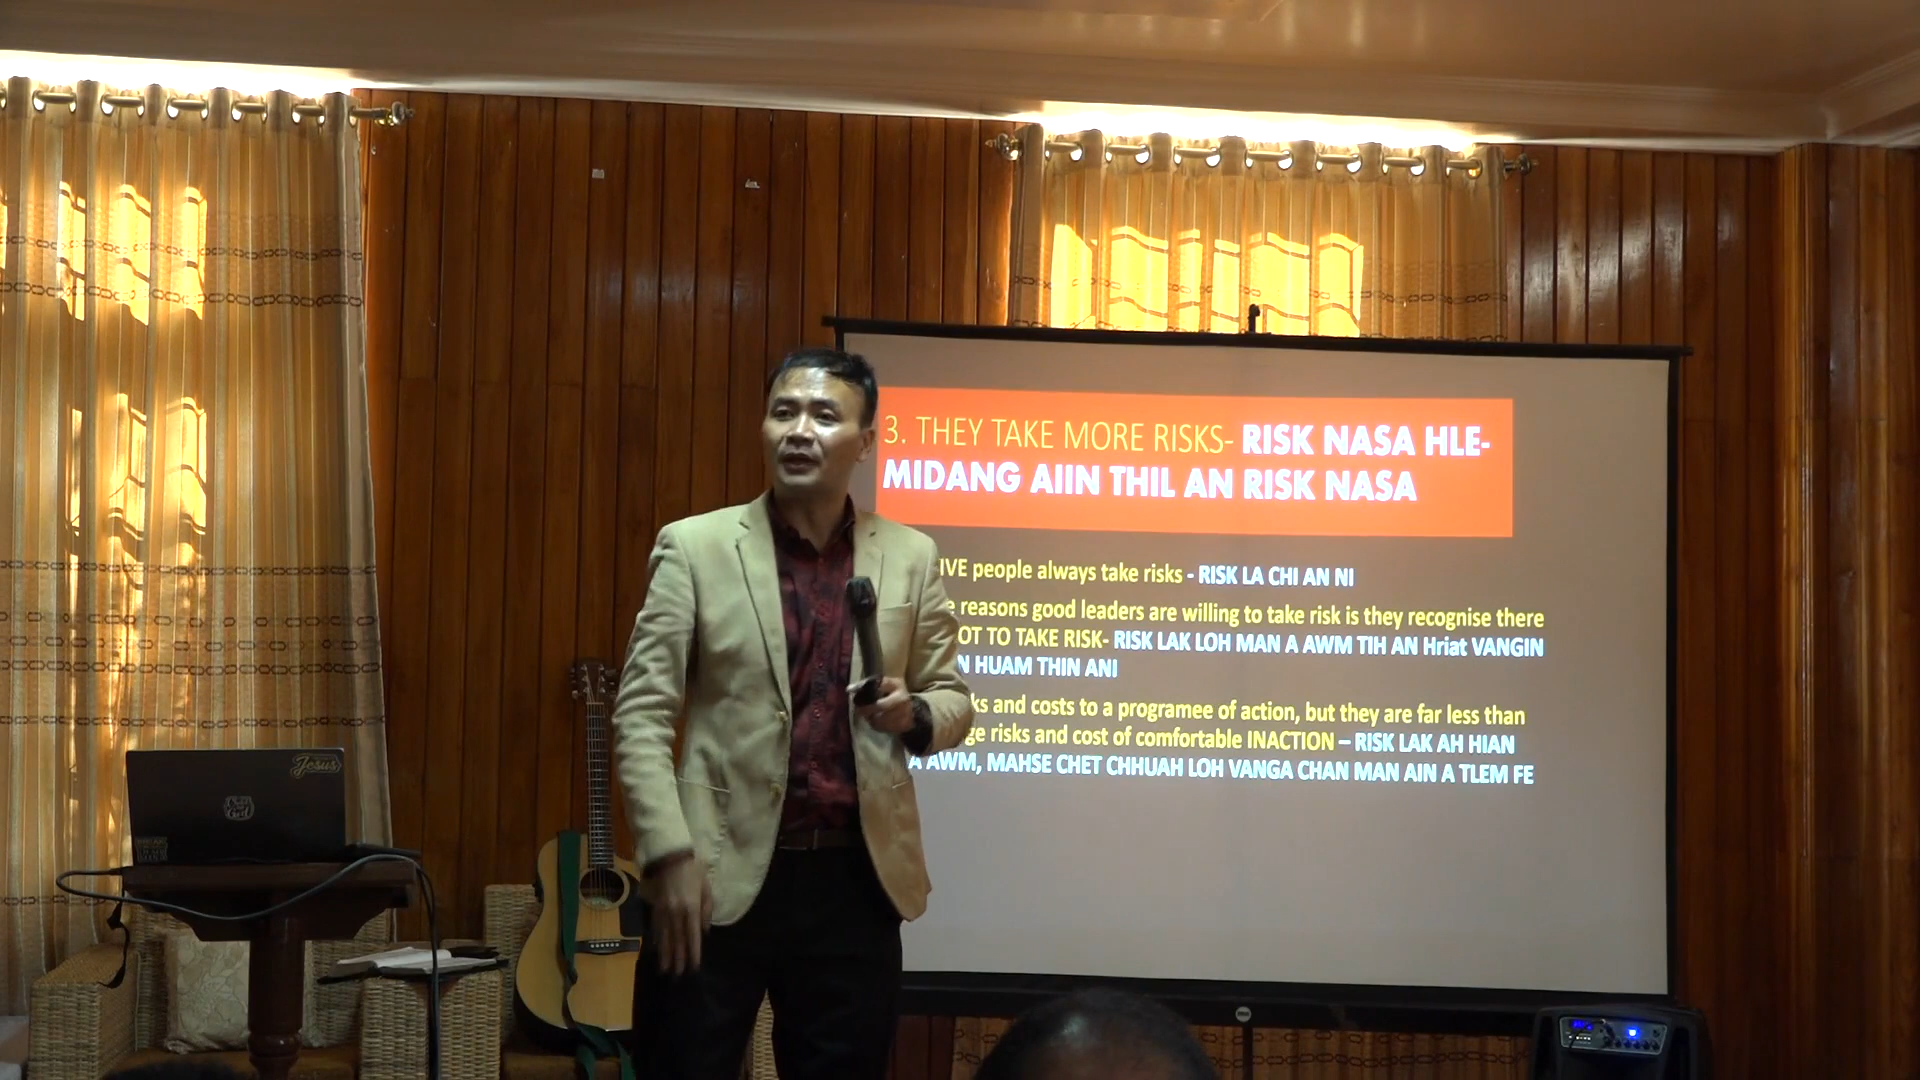 3. THEY TAKE MORE RISKS- RISK NASA HLE-
MIDANG AIIN THIL AN RISK NASA
IVE people always take risks - RISK LA CHI AN NI
reasons good leaders are willing to take risk is they recognise there
OT TO TAKE RISK- RISK LAK LOH MAN A AWM TIH AN Hriat VANGIN
N HUAM THIN ANI
ks and costs to a programee of action, but they are far less than
ge risks and cost of comfortable INACTION – RISK LAK AH HIAN
A AWM, MAHSE CHET CHHUAH LOH VANGA CHAN MAN AIN A TLEM FE
Jesus